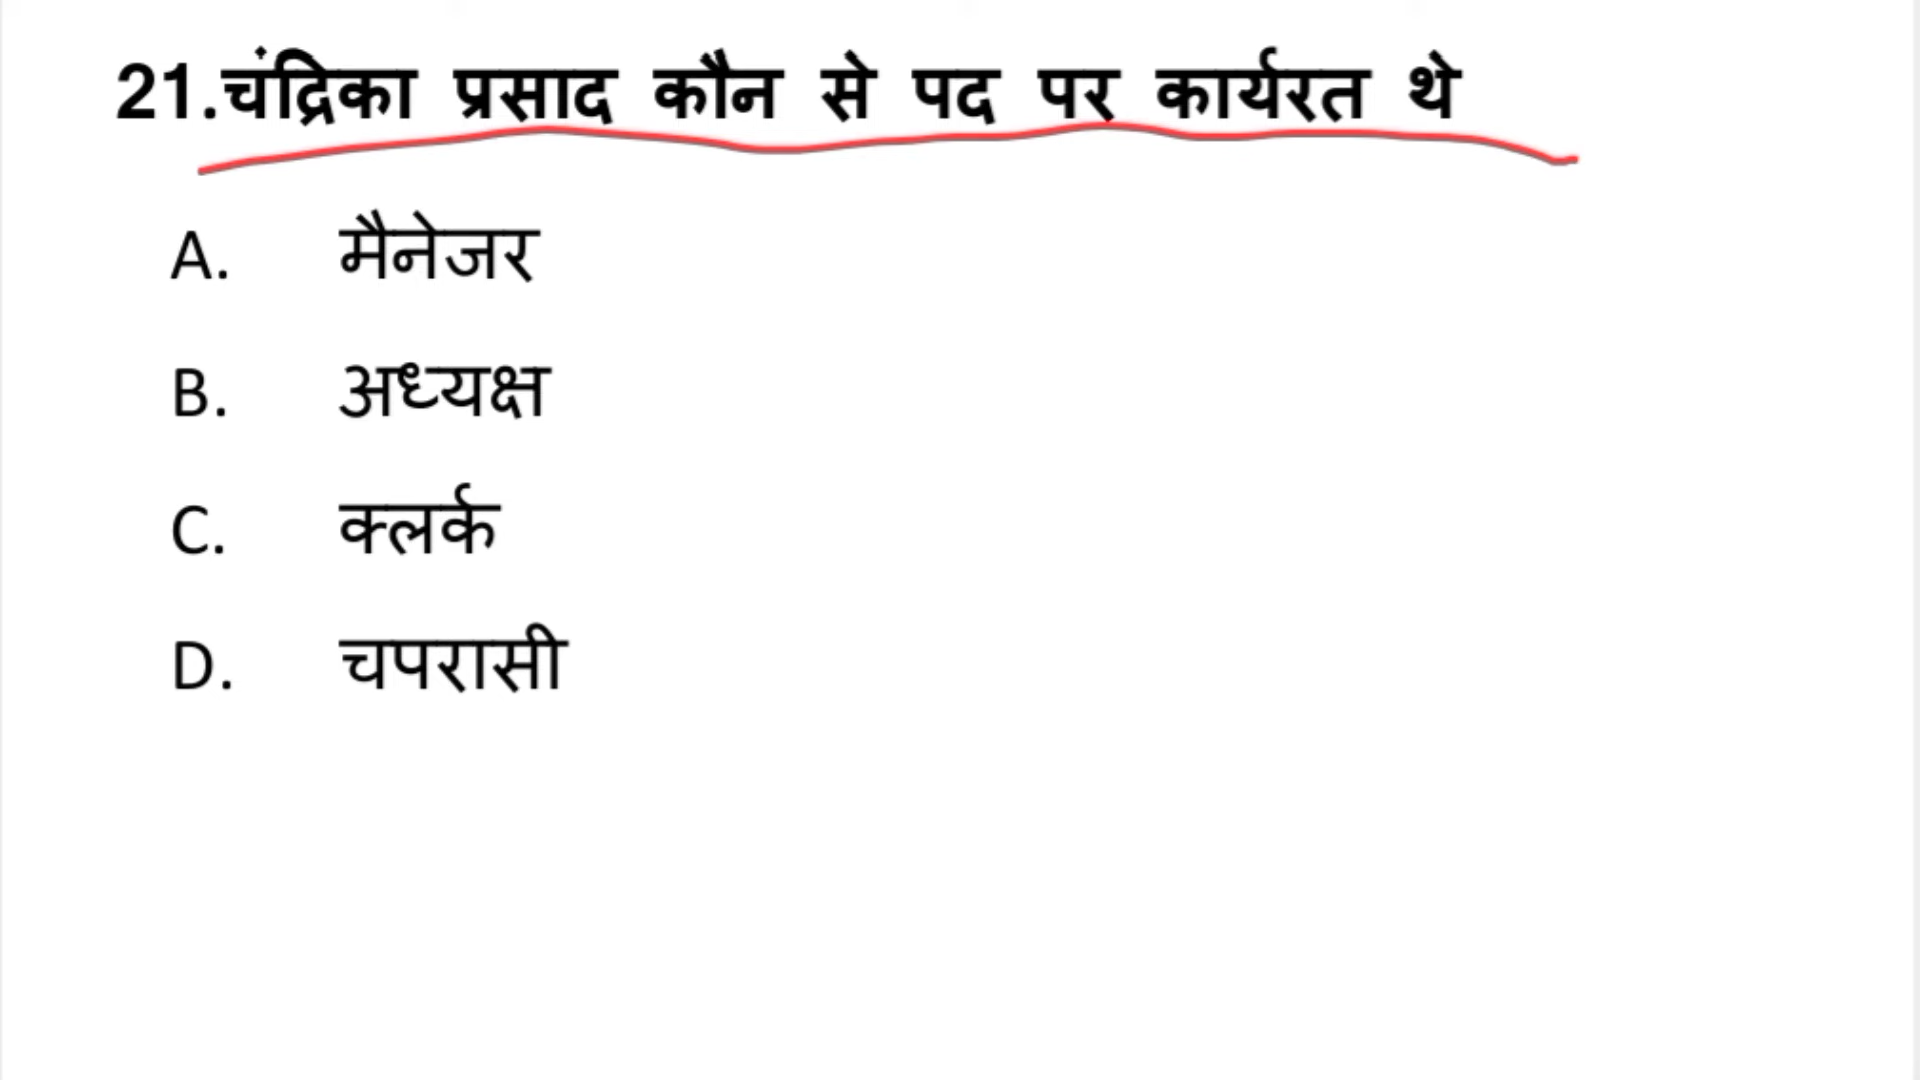 21.चंद्रिका प्रसाद कौन से पद पर कार्यरत थे
A. मैनेजर
B. अध्यक्ष
C. क्लर्क
D. चपरासी